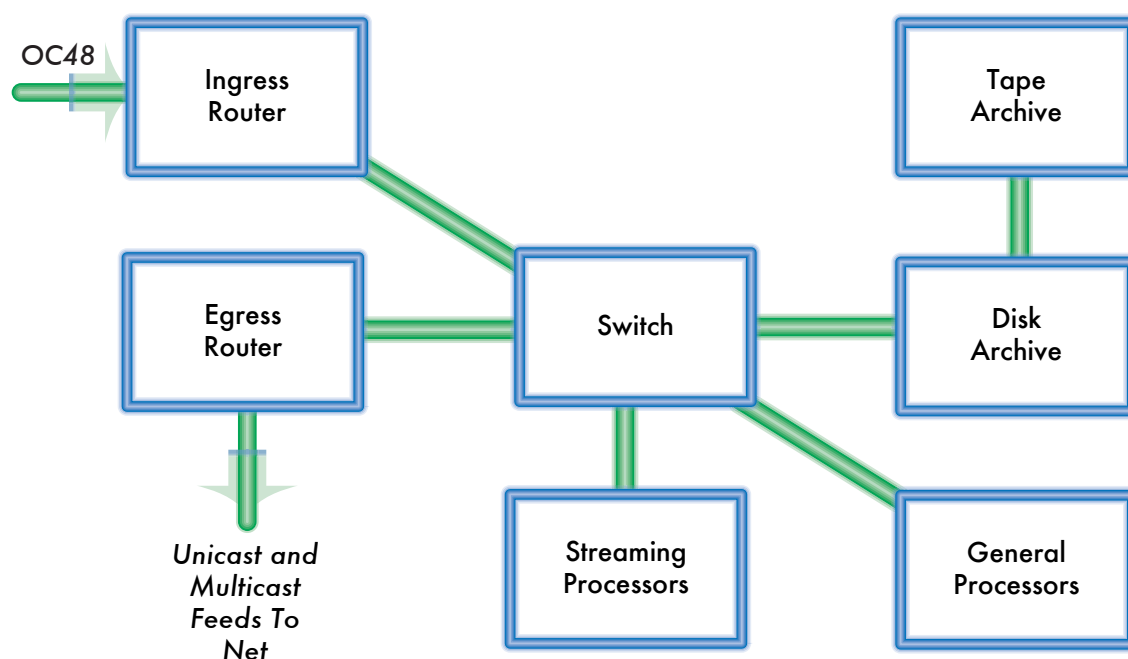 OC48
Ingress
Router
Tape
Archive
Egress
Router
Switch
Disk
Archive
Unicast and
Multicast
Feeds To
Net
Streaming
Processors
General
Processors